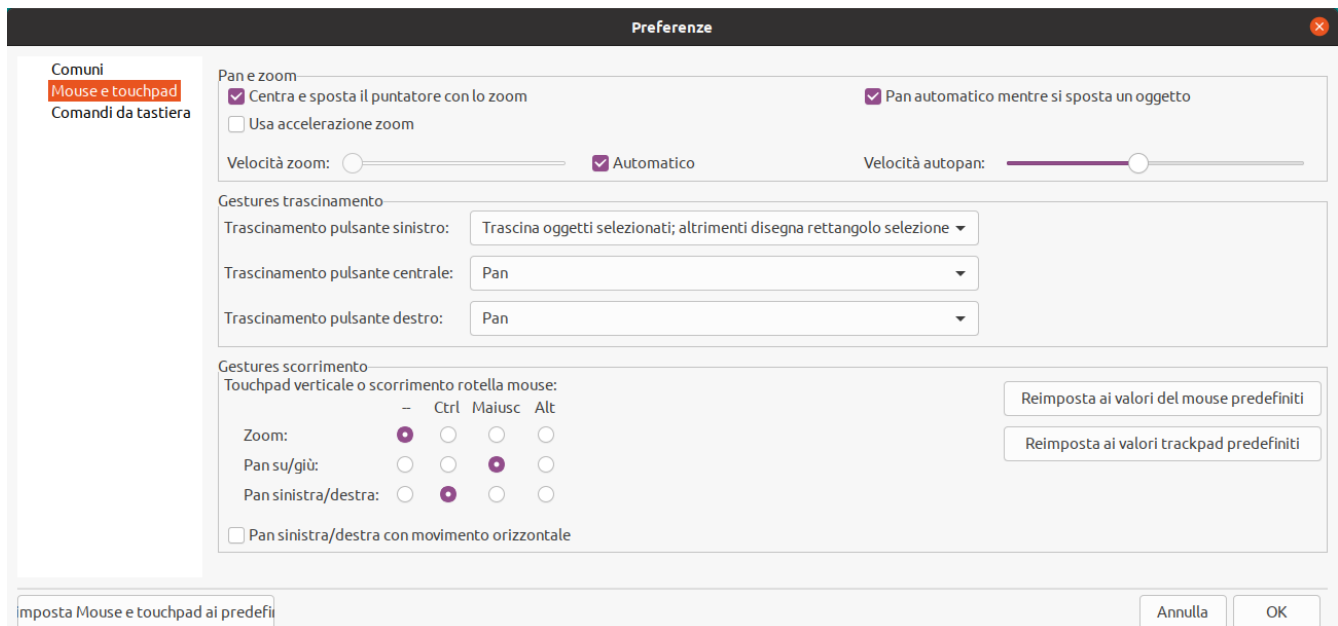 Preferenze
Comuni
Mouse e touchpad
Comandi da tastiera
Pan e zoom
Centra e sposta il puntatore con lo zoom
Pan automatico mentre si sposta un oggetto
Usa accelerazione zoom
Velocità zoom:
Automatico
Velocità autopan:
Gestures trascinamento
Trascinamento pulsante sinistro:
Trascina oggetti selezionati; altrimenti disegna rettangolo selezione
Trascinamento pulsante centrale:
Pan
Trascinamento pulsante destro:
Pan
Gestures scorrimento
Touchpad verticale o scorrimento rotella mouse:
-- Ctrl Maiusc Alt
Zoom:
Pan su/giù:
Pan sinistra/destra:
Pan sinistra/destra con movimento orizzontale
Reimposta ai valori del mouse predefiniti
Reimposta ai valori trackpad predefiniti
imposta Mouse e touchpad ai predefi
Annulla
OK